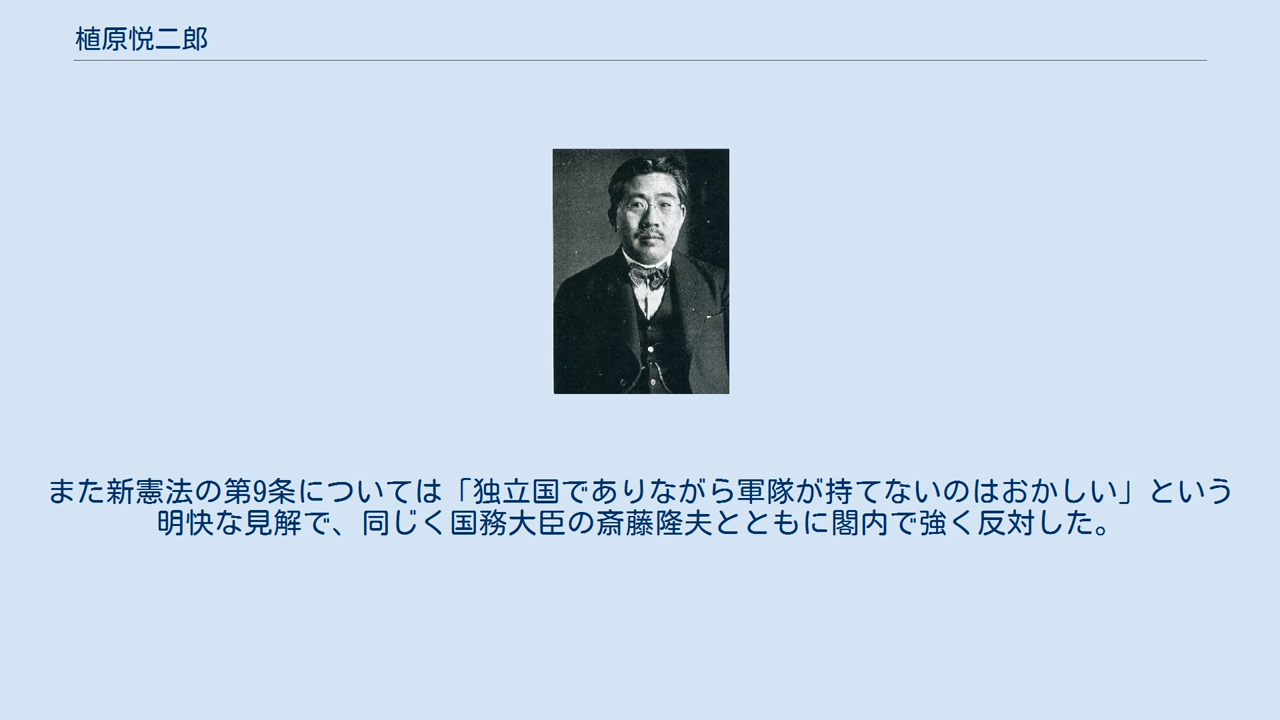 植原悦二郎
また新憲法の第9条については「独立国でありながら軍隊が持てないのはおかしい」という
明快な見解で、同じく国務大臣の斎藤隆夫とともに閣内で強く反対した。